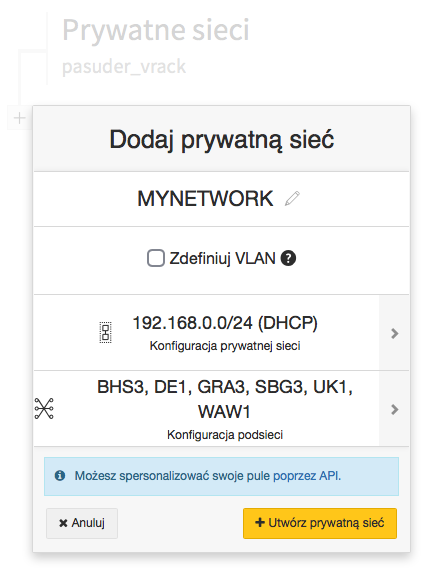 Prywatne sieci
pasuder_vrack
Dodaj prywatną sieć
MYNETWORK
Zdefiniuj VLAN
192.168.0.0/24 (DHCP)
Konfiguracja prywatnej sieci
BHS3, DE1, GRA3, SBG3, UK1,
WAW1
Konfiguracja podsieci
Możesz spersonalizować swoje pule poprzez API.
Anuluj
Utwórz prywatną sieć